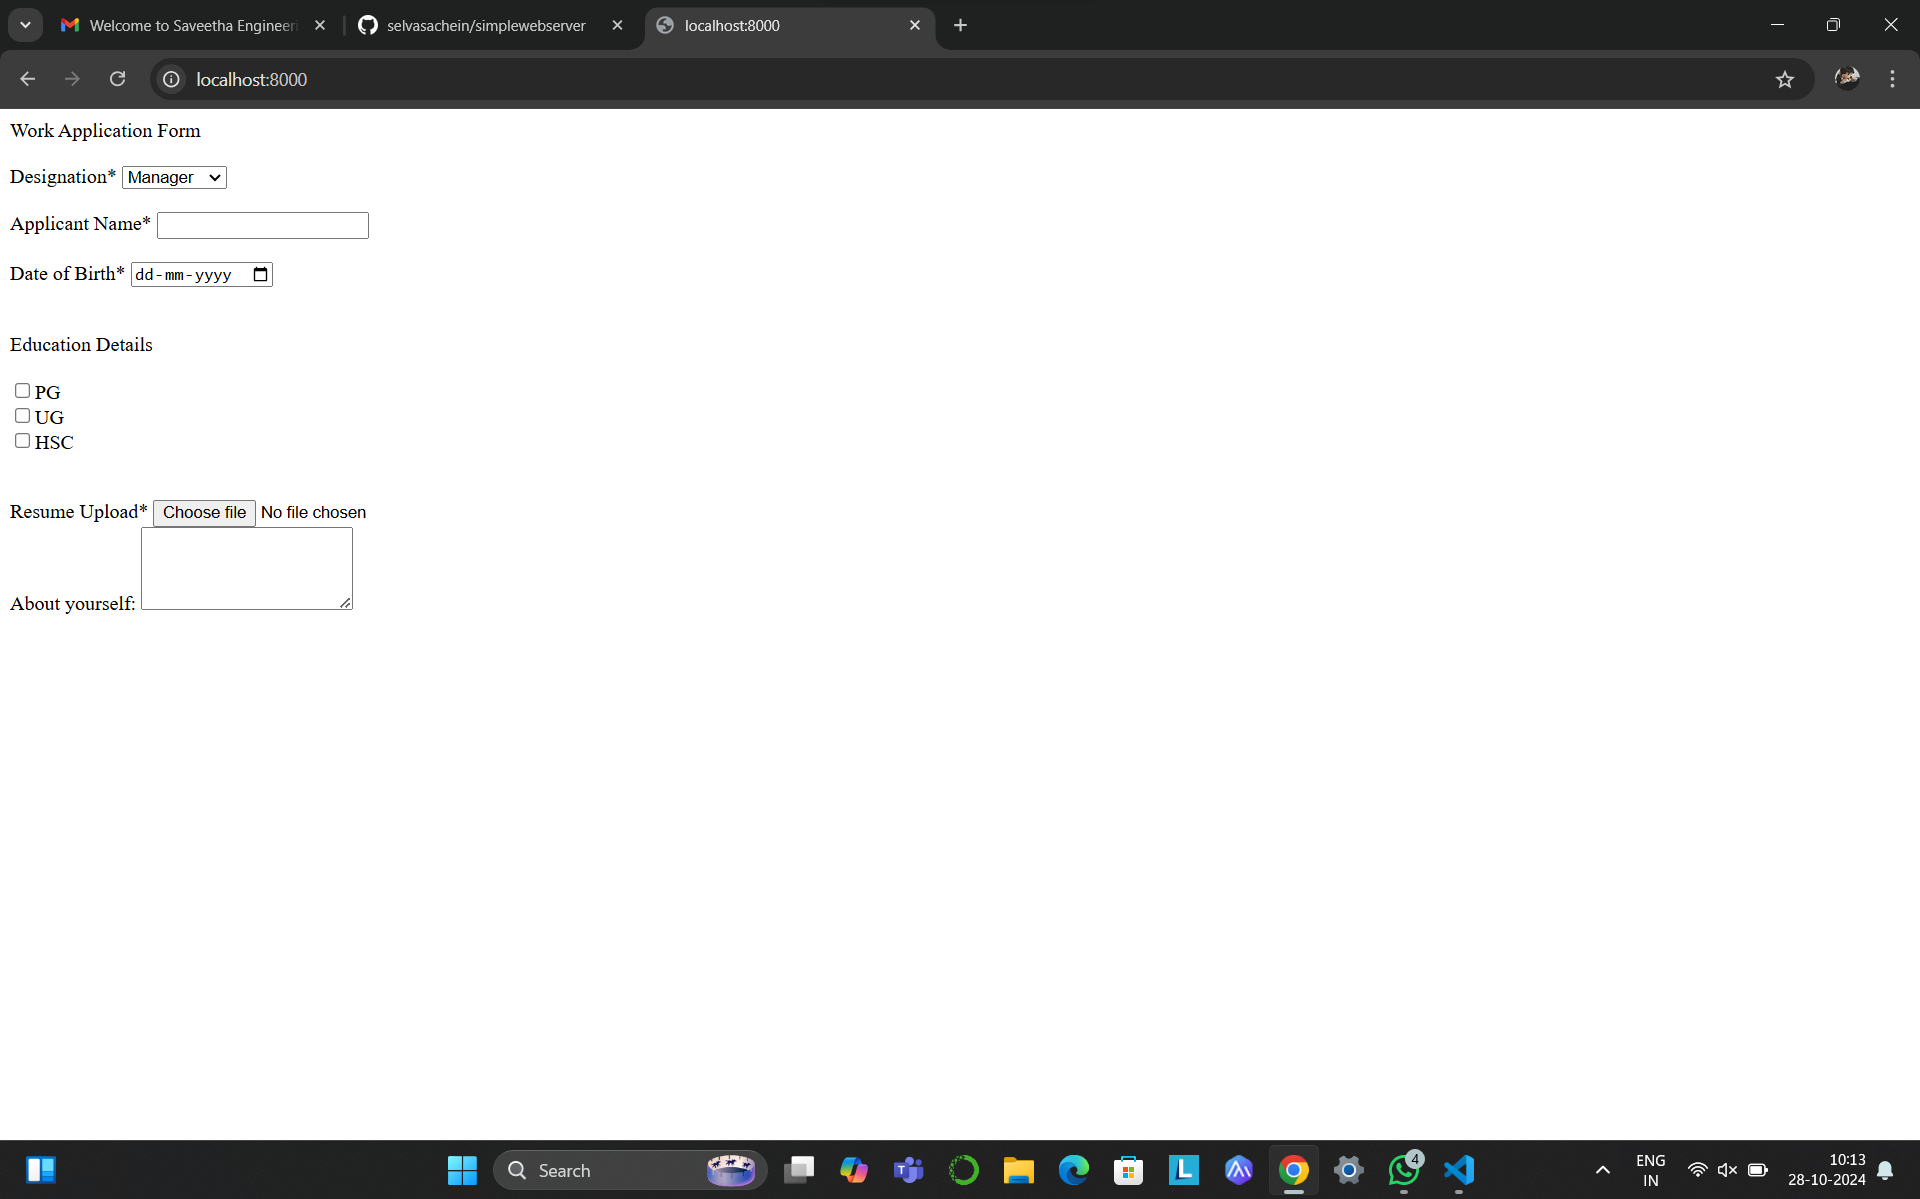 Welcome to Saveetha Engineeri
selvasachein/simplewebserver
localhost:8000
localhost:8000
Work Application Form
Designation* Manager
Applicant Name*
Date of Birth* dd-mm-yyyy
Education Details
PG
UG
HSC
Resume Upload* Choose file No file chosen
About yourself:
Search
T
L
4
ENG
IN
10:13
28-10-2024